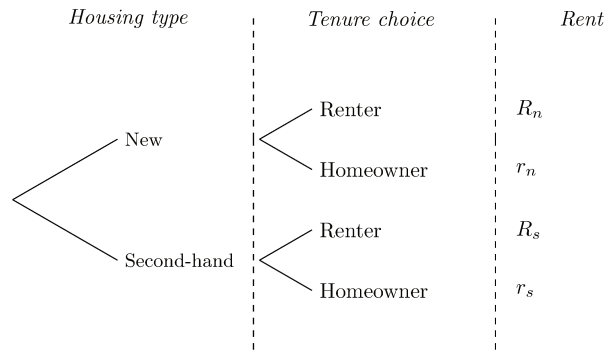 Housing type Tenure choice Rent
Renter R_n
New
Homeowner r_n
Renter R_s
Second-hand
Homeowner r_s